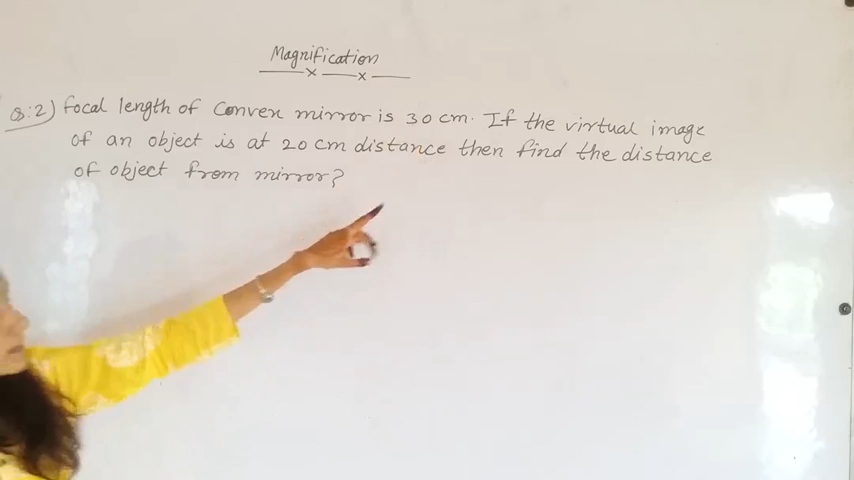 Magnification
Q:2) focal length of Convex mirror is 30 cm. If the virtual image
of an object is at 20 cm distance then find the distance
of object from mirror?